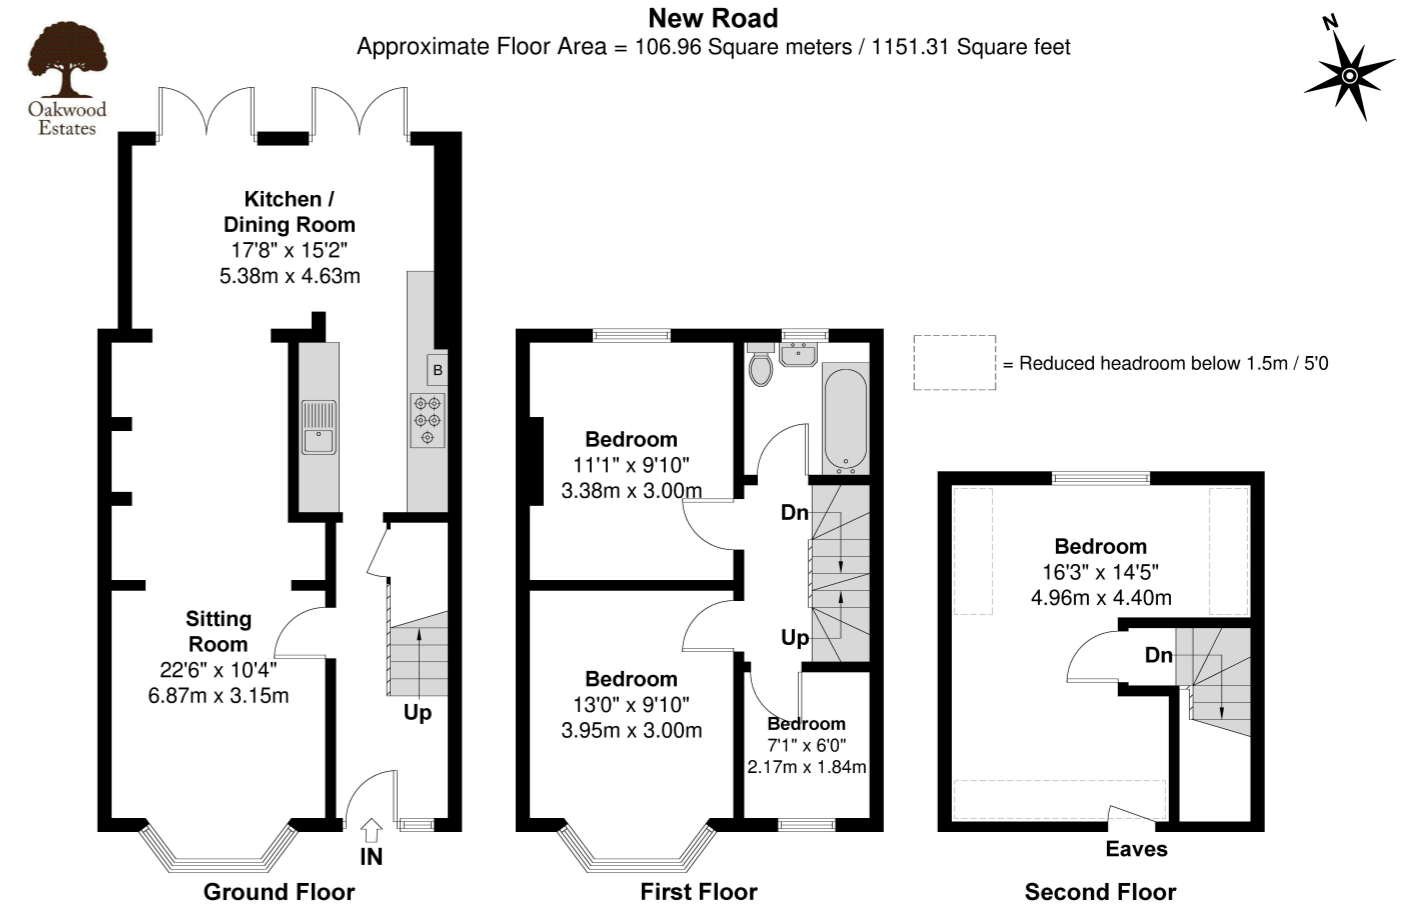 New Road
Approximate Floor Area = 106.96 Square meters / 1151.31 Square feet
N
Oakwood
Estates
Kitchen /
Dining Room
17'8" x 15'2"
5.38m x 4.63m
B
Sitting
Room
22'6" x 10'4"
6.87m x 3.15m
Up
IN
Ground Floor
Bedroom
11'1" x 9'10"
3.38m x 3.00m
Dn
Up
Bedroom
13'0" x 9'10"
3.95m x 3.00m
Bedroom
7'1" x 6'0"
2.17m x 1.84m
First Floor
= Reduced headroom below 1.5m / 5'0
Bedroom
16'3" x 14'5"
4.96m x 4.40m
Dn
Eaves
Second Floor